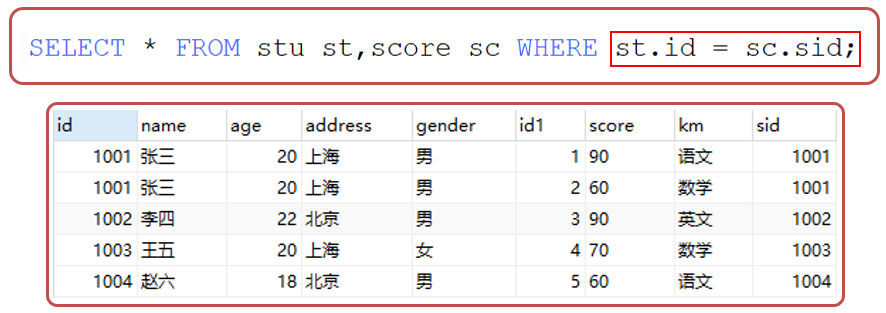 SELECT * FROM stu st,score sc WHERE st.id = sc.sid;
id name age address gender id1 score km sid
1001 张三 20 上海 男 1 90 语文 1001
1001 张三 20 上海 男 2 60 数学 1001
1002 李四 22 北京 男 3 90 英文 1002
1003 王五 20 上海 女 4 70 数学 1003
1004 赵六 18 北京 男 5 60 语文 1004